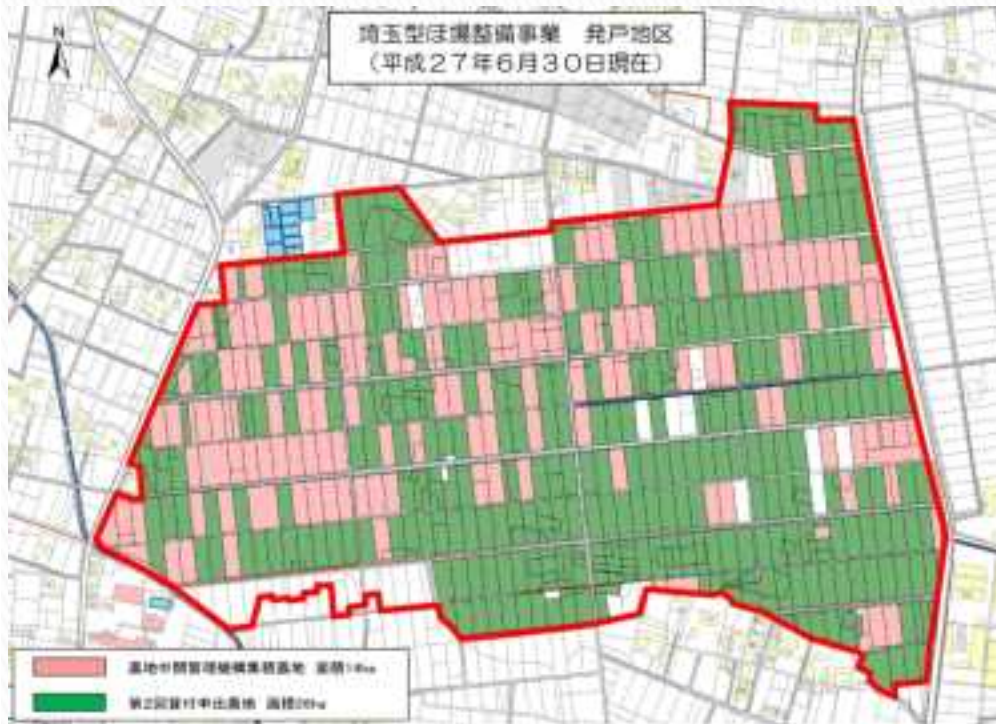 埼玉型ほ場整備事業 発戸地区
（平成27年6月30日現在）
N
農地中間管理機構集積農地 面積18ha
第2回貸付申出農地 面積26ha